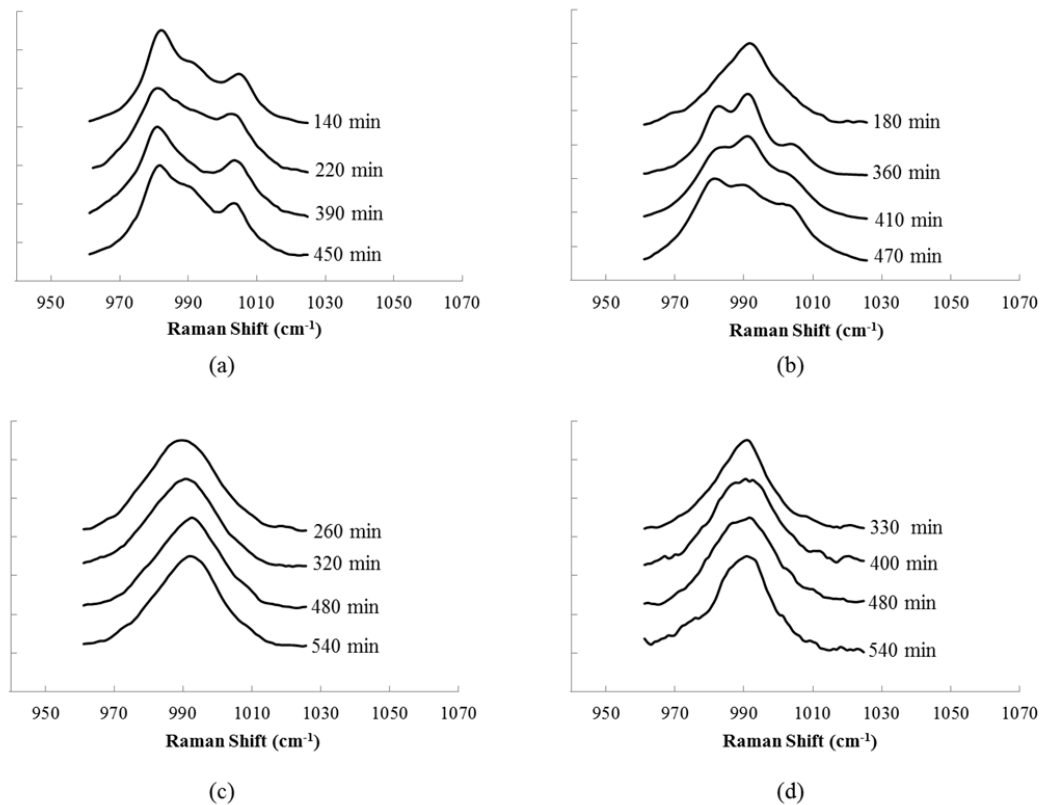 140 min
220 min
390 min
450 min
950 970 990 1010 1030 1050 1070
Raman Shift (cm⁻¹)
(a)
180 min
360 min
410 min
470 min
950 970 990 1010 1030 1050 1070
Raman Shift (cm⁻¹)
(b)
260 min
320 min
480 min
540 min
950 970 990 1010 1030 1050 1070
Raman Shift (cm⁻¹)
(c)
330 min
400 min
480 min
540 min
950 970 990 1010 1030 1050 1070
Raman Shift (cm⁻¹)
(d)